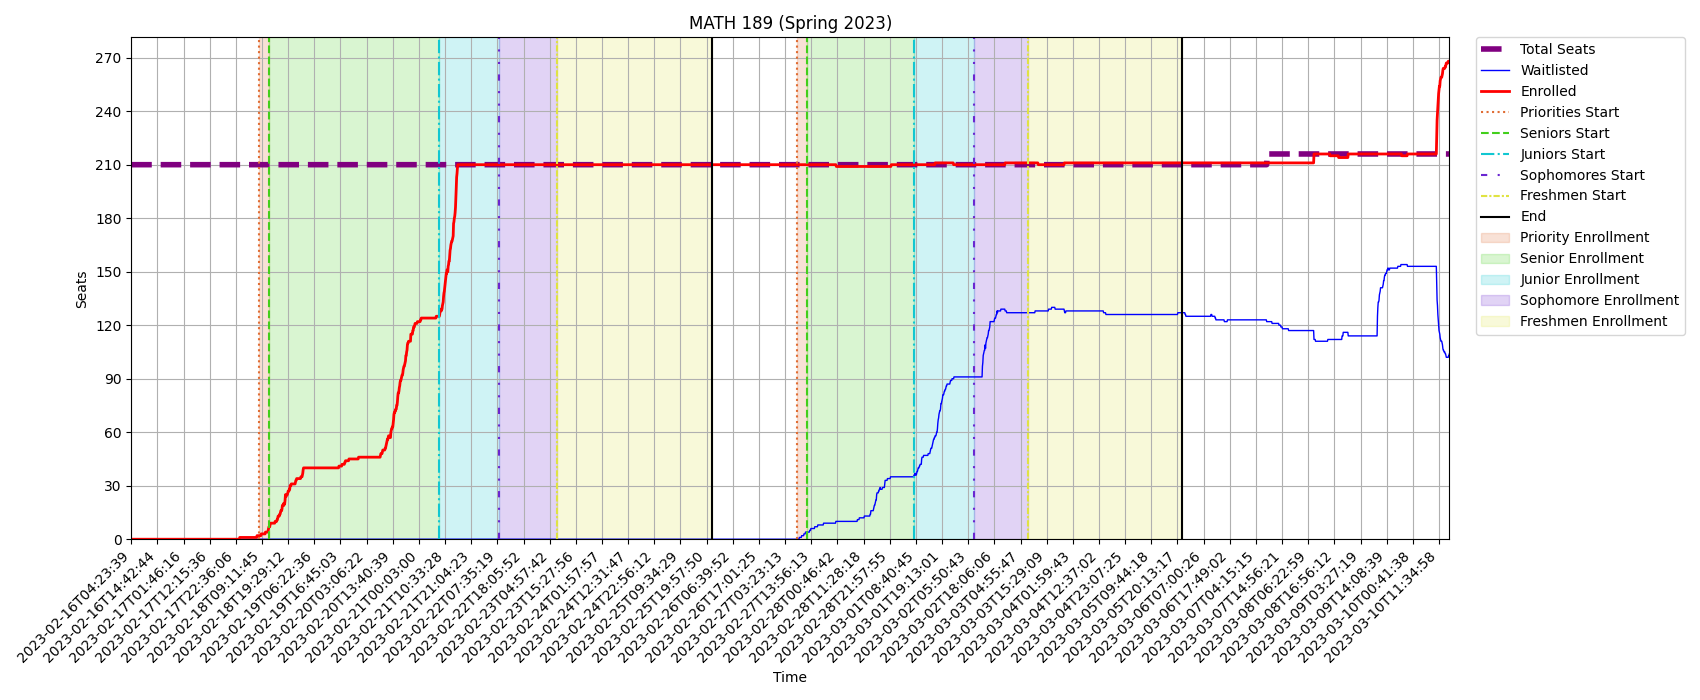 MATH 189 (Spring 2023)
Seats
270
240
210
180
150
120
90
60
30
0
2023-02-16T04:23:39
2023-02-16T14:42:44
2023-02-17T01:46:16
2023-02-17T12:15:36
2023-02-17T22:36:06
2023-02-18T09:11:45
2023-02-18T19:29:12
2023-02-19T06:22:36
2023-02-19T16:45:03
2023-02-20T03:06:22
2023-02-20T13:40:39
2023-02-21T00:03:00
2023-02-21T10:33:28
2023-02-21T21:04:23
2023-02-22T07:35:19
2023-02-22T18:05:52
2023-02-23T04:57:42
2023-02-23T15:27:56
2023-02-24T01:57:57
2023-02-24T12:31:47
2023-02-24T22:56:12
2023-02-25T09:34:29
2023-02-25T19:57:50
2023-02-26T06:39:52
2023-02-26T17:01:25
2023-02-27T03:23:13
2023-02-27T13:56:13
2023-02-28T00:46:42
2023-02-28T11:28:18
2023-02-28T21:57:55
2023-03-01T08:40:45
2023-03-01T19:13:01
2023-03-02T05:50:43
2023-03-02T18:06:06
2023-03-03T04:55:47
2023-03-03T15:29:09
2023-03-04T01:59:43
2023-03-04T12:37:02
2023-03-04T23:07:25
2023-03-05T09:44:18
2023-03-05T20:13:17
2023-03-06T07:00:26
2023-03-06T17:49:02
2023-03-07T04:15:15
2023-03-07T14:56:21
2023-03-08T06:22:59
2023-03-08T16:56:12
2023-03-09T03:27:19
2023-03-09T14:08:39
2023-03-10T00:41:38
2023-03-10T11:34:58
Time
Total Seats
Waitlisted
Enrolled
Priorities Start
Seniors Start
Juniors Start
Sophomores Start
Freshmen Start
End
Priority Enrollment
Senior Enrollment
Junior Enrollment
Sophomore Enrollment
Freshmen Enrollment